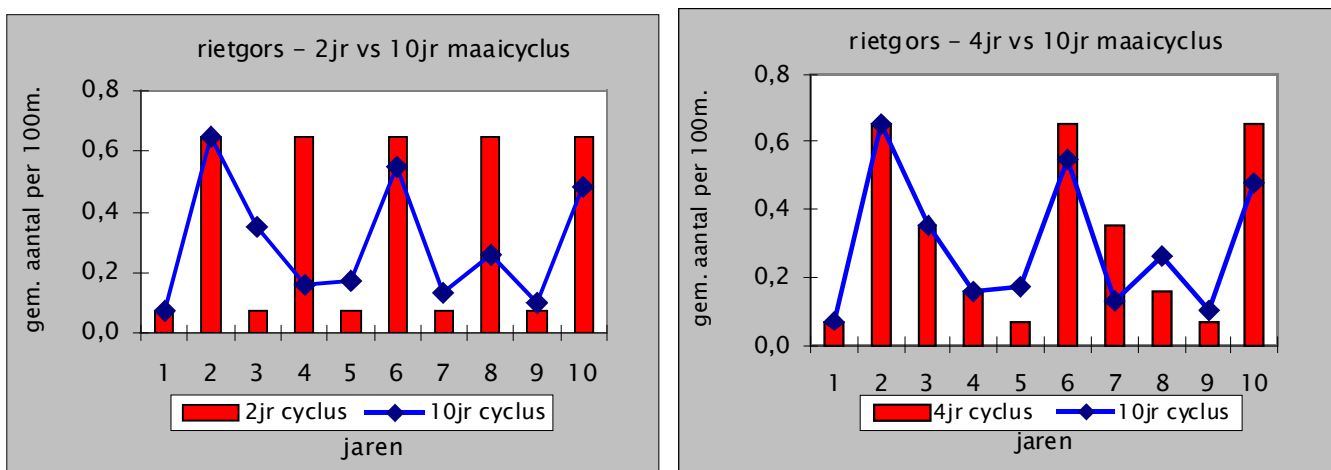 rietgors – 2jr vs 10jr maaicyclus
gem. aantal per 100m.
0,8
0,6
0,4
0,2
0,0
1 2 3 4 5 6 7 8 9 10
2jr cyclus 10jr cyclus
jaren
rietgors – 4jr vs 10jr maaicyclus
gem. aantal per 100m.
0,8
0,6
0,4
0,2
0,0
1 2 3 4 5 6 7 8 9 10
4jr cyclus 10jr cyclus
jaren